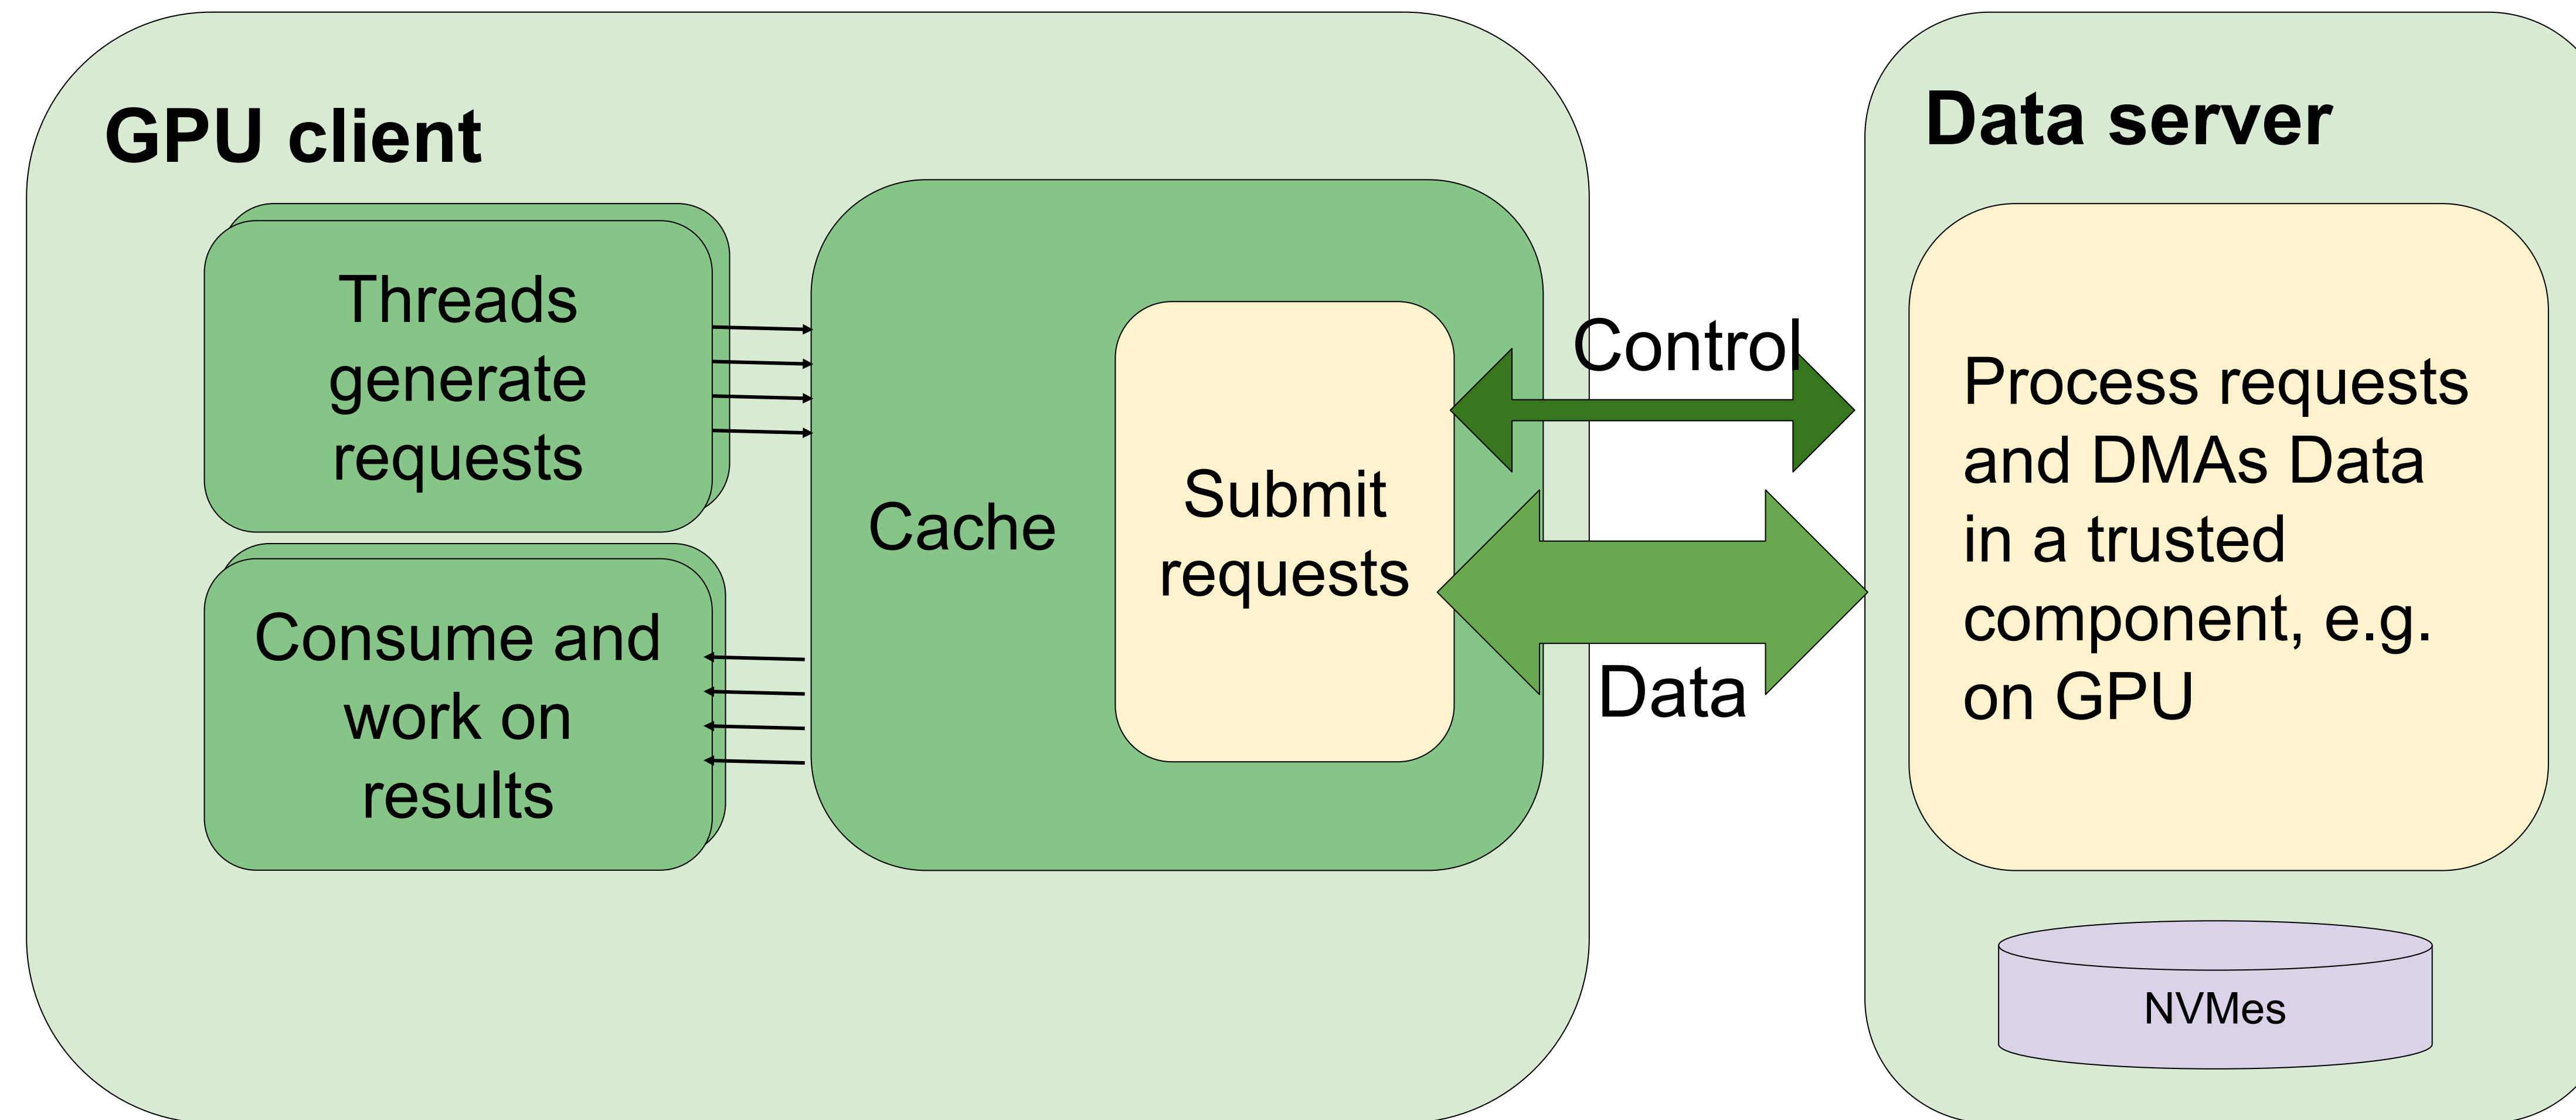 GPU client
Threads
generate
requests
Consume and
work on
results
Cache
Submit
requests
Control
Data
Data server
Process requests
and DMAs Data
in a trusted
component, e.g.
on GPU
NVMes